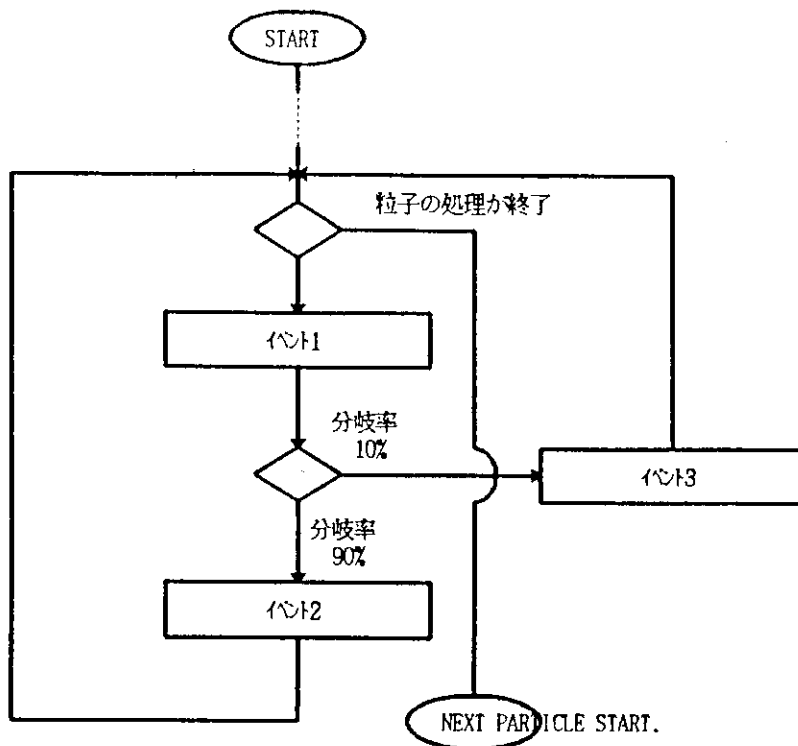 START
粒子の処理が終了
イベント1
分岐率
10%
イベント3
分岐率
90%
イベント2
NEXT PARTICLE START.